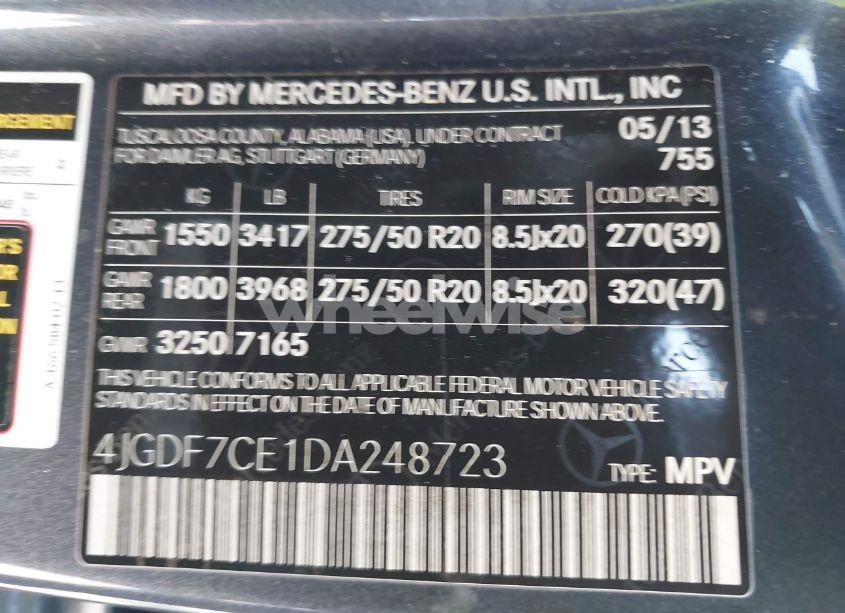 MFD BY MERCEDES-BENZ U.S. INTL., INC
TUSCALOOSA COUNTY, ALABAMA (USA). UNDER CONTRACT 05/13
FOR DAIMLER AG, STUTTGART (GERMANY) 755
KG LB TIRES RIM SIZE COLD KPA (PSI)
GAWR FRONT 1550 3417 275/50 R20 8.5Jx20 270(39)
GAWR REAR 1800 3968 275/50 R20 8.5Jx20 320(47)
GVWR 3250 7165
THIS VEHICLE CONFORMS TO ALL APPLICABLE FEDERAL MOTOR VEHICLE SAFETY
STANDARDS IN EFFECT ON THE DATE OF MANUFACTURE SHOWN ABOVE.
4JGDF7CE1DA248723 TYPE: MPV
wheelwise